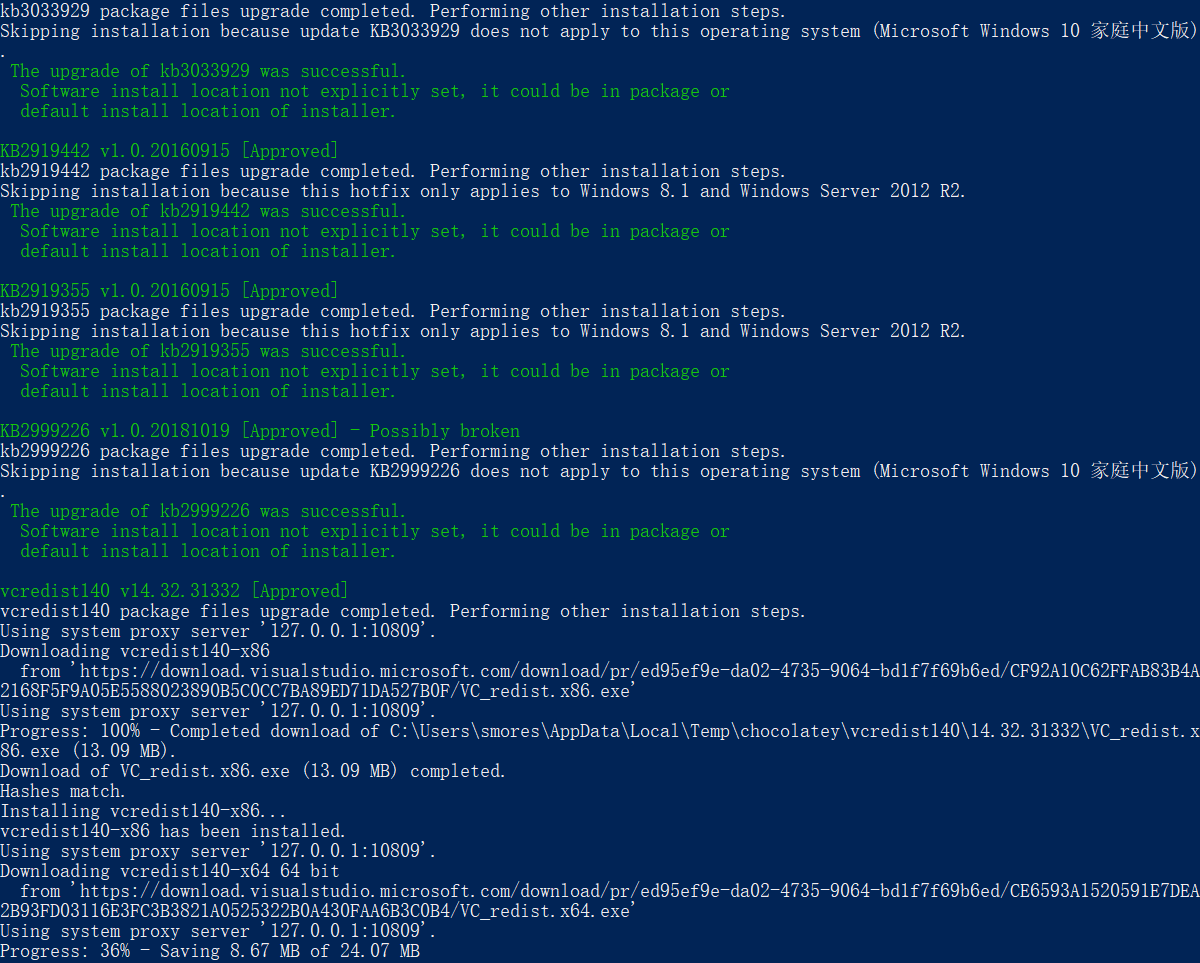 kb3033929 package files upgrade completed. Performing other installation steps.
Skipping installation because update KB3033929 does not apply to this operating system (Microsoft Windows 10 家庭中文版)
.
The upgrade of kb3033929 was successful.
Software install location not explicitly set, it could be in package or
default install location of installer.
KB2919442 v1.0.20160915 [Approved]
kb2919442 package files upgrade completed. Performing other installation steps.
Skipping installation because this hotfix only applies to Windows 8.1 and Windows Server 2012 R2.
The upgrade of kb2919442 was successful.
Software install location not explicitly set, it could be in package or
default install location of installer.
KB2919355 v1.0.20160915 [Approved]
kb2919355 package files upgrade completed. Performing other installation steps.
Skipping installation because this hotfix only applies to Windows 8.1 and Windows Server 2012 R2.
The upgrade of kb2919355 was successful.
Software install location not explicitly set, it could be in package or
default install location of installer.
KB2999226 v1.0.20181019 [Approved] - Possibly broken
kb2999226 package files upgrade completed. Performing other installation steps.
Skipping installation because update KB2999226 does not apply to this operating system (Microsoft Windows 10 家庭中文版)
.
The upgrade of kb2999226 was successful.
Software install location not explicitly set, it could be in package or
default install location of installer.
vcredist140 v14.32.31332 [Approved]
vcredist140 package files upgrade completed. Performing other installation steps.
Using system proxy server '127.0.0.1:10809'.
Downloading vcredist140-x86
from 'https://download.visualstudio.microsoft.com/download/pr/ed95ef9e-da02-4735-9064-bd1f7f69b6ed/CF92A10C62FFAB83B4A
2168F5F9A05E5588023890B5C0CC7BA89ED71DA527B0F/VC_redist.x86.exe'
Using system proxy server '127.0.0.1:10809'.
Progress: 100% - Completed download of C:\Users\smores\AppData\Local\Temp\chocolatey\vcredist140\14.32.31332\VC_redist.x
86.exe (13.09 MB).
Download of VC_redist.x86.exe (13.09 MB) completed.
Hashes match.
Installing vcredist140-x86...
vcredist140-x86 has been installed.
Using system proxy server '127.0.0.1:10809'.
Downloading vcredist140-x64 64 bit
from 'https://download.visualstudio.microsoft.com/download/pr/ed95ef9e-da02-4735-9064-bd1f7f69b6ed/CE6593A1520591E7DEA
2B93FD03116E3FC3B3821A0525322B0A430FAA6B3C0B4/VC_redist.x64.exe'
Using system proxy server '127.0.0.1:10809'.
Progress: 36% - Saving 8.67 MB of 24.07 MB